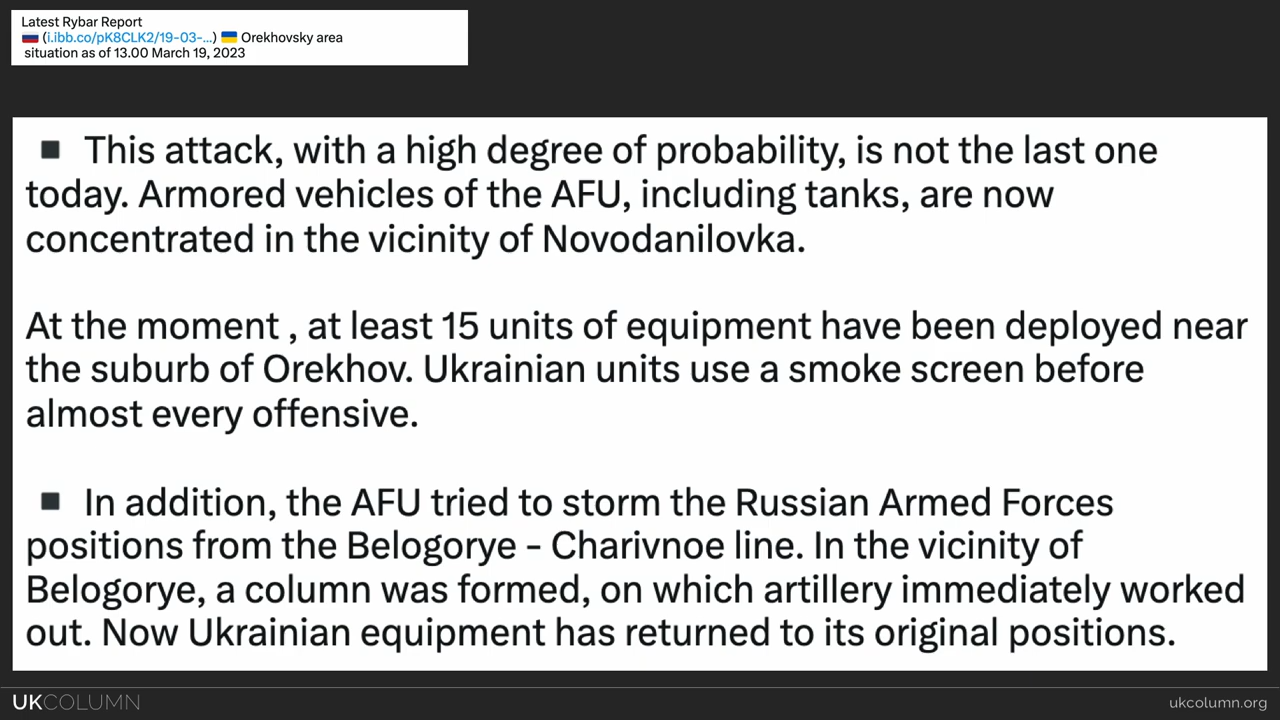 Latest Rybar Report
🇷🇺 (i.ibb.co/pK8CLK2/19-03-...) 🇺🇦 Orekhovsky area
situation as of 13.00 March 19, 2023
▪ This attack, with a high degree of probability, is not the last one
today. Armored vehicles of the AFU, including tanks, are now
concentrated in the vicinity of Novodanilovka.
At the moment , at least 15 units of equipment have been deployed near
the suburb of Orekhov. Ukrainian units use a smoke screen before
almost every offensive.
▪ In addition, the AFU tried to storm the Russian Armed Forces
positions from the Belogorye - Charivnoe line. In the vicinity of
Belogorye, a column was formed, on which artillery immediately worked
out. Now Ukrainian equipment has returned to its original positions.
UKCOLUMN
ukcolumn.org